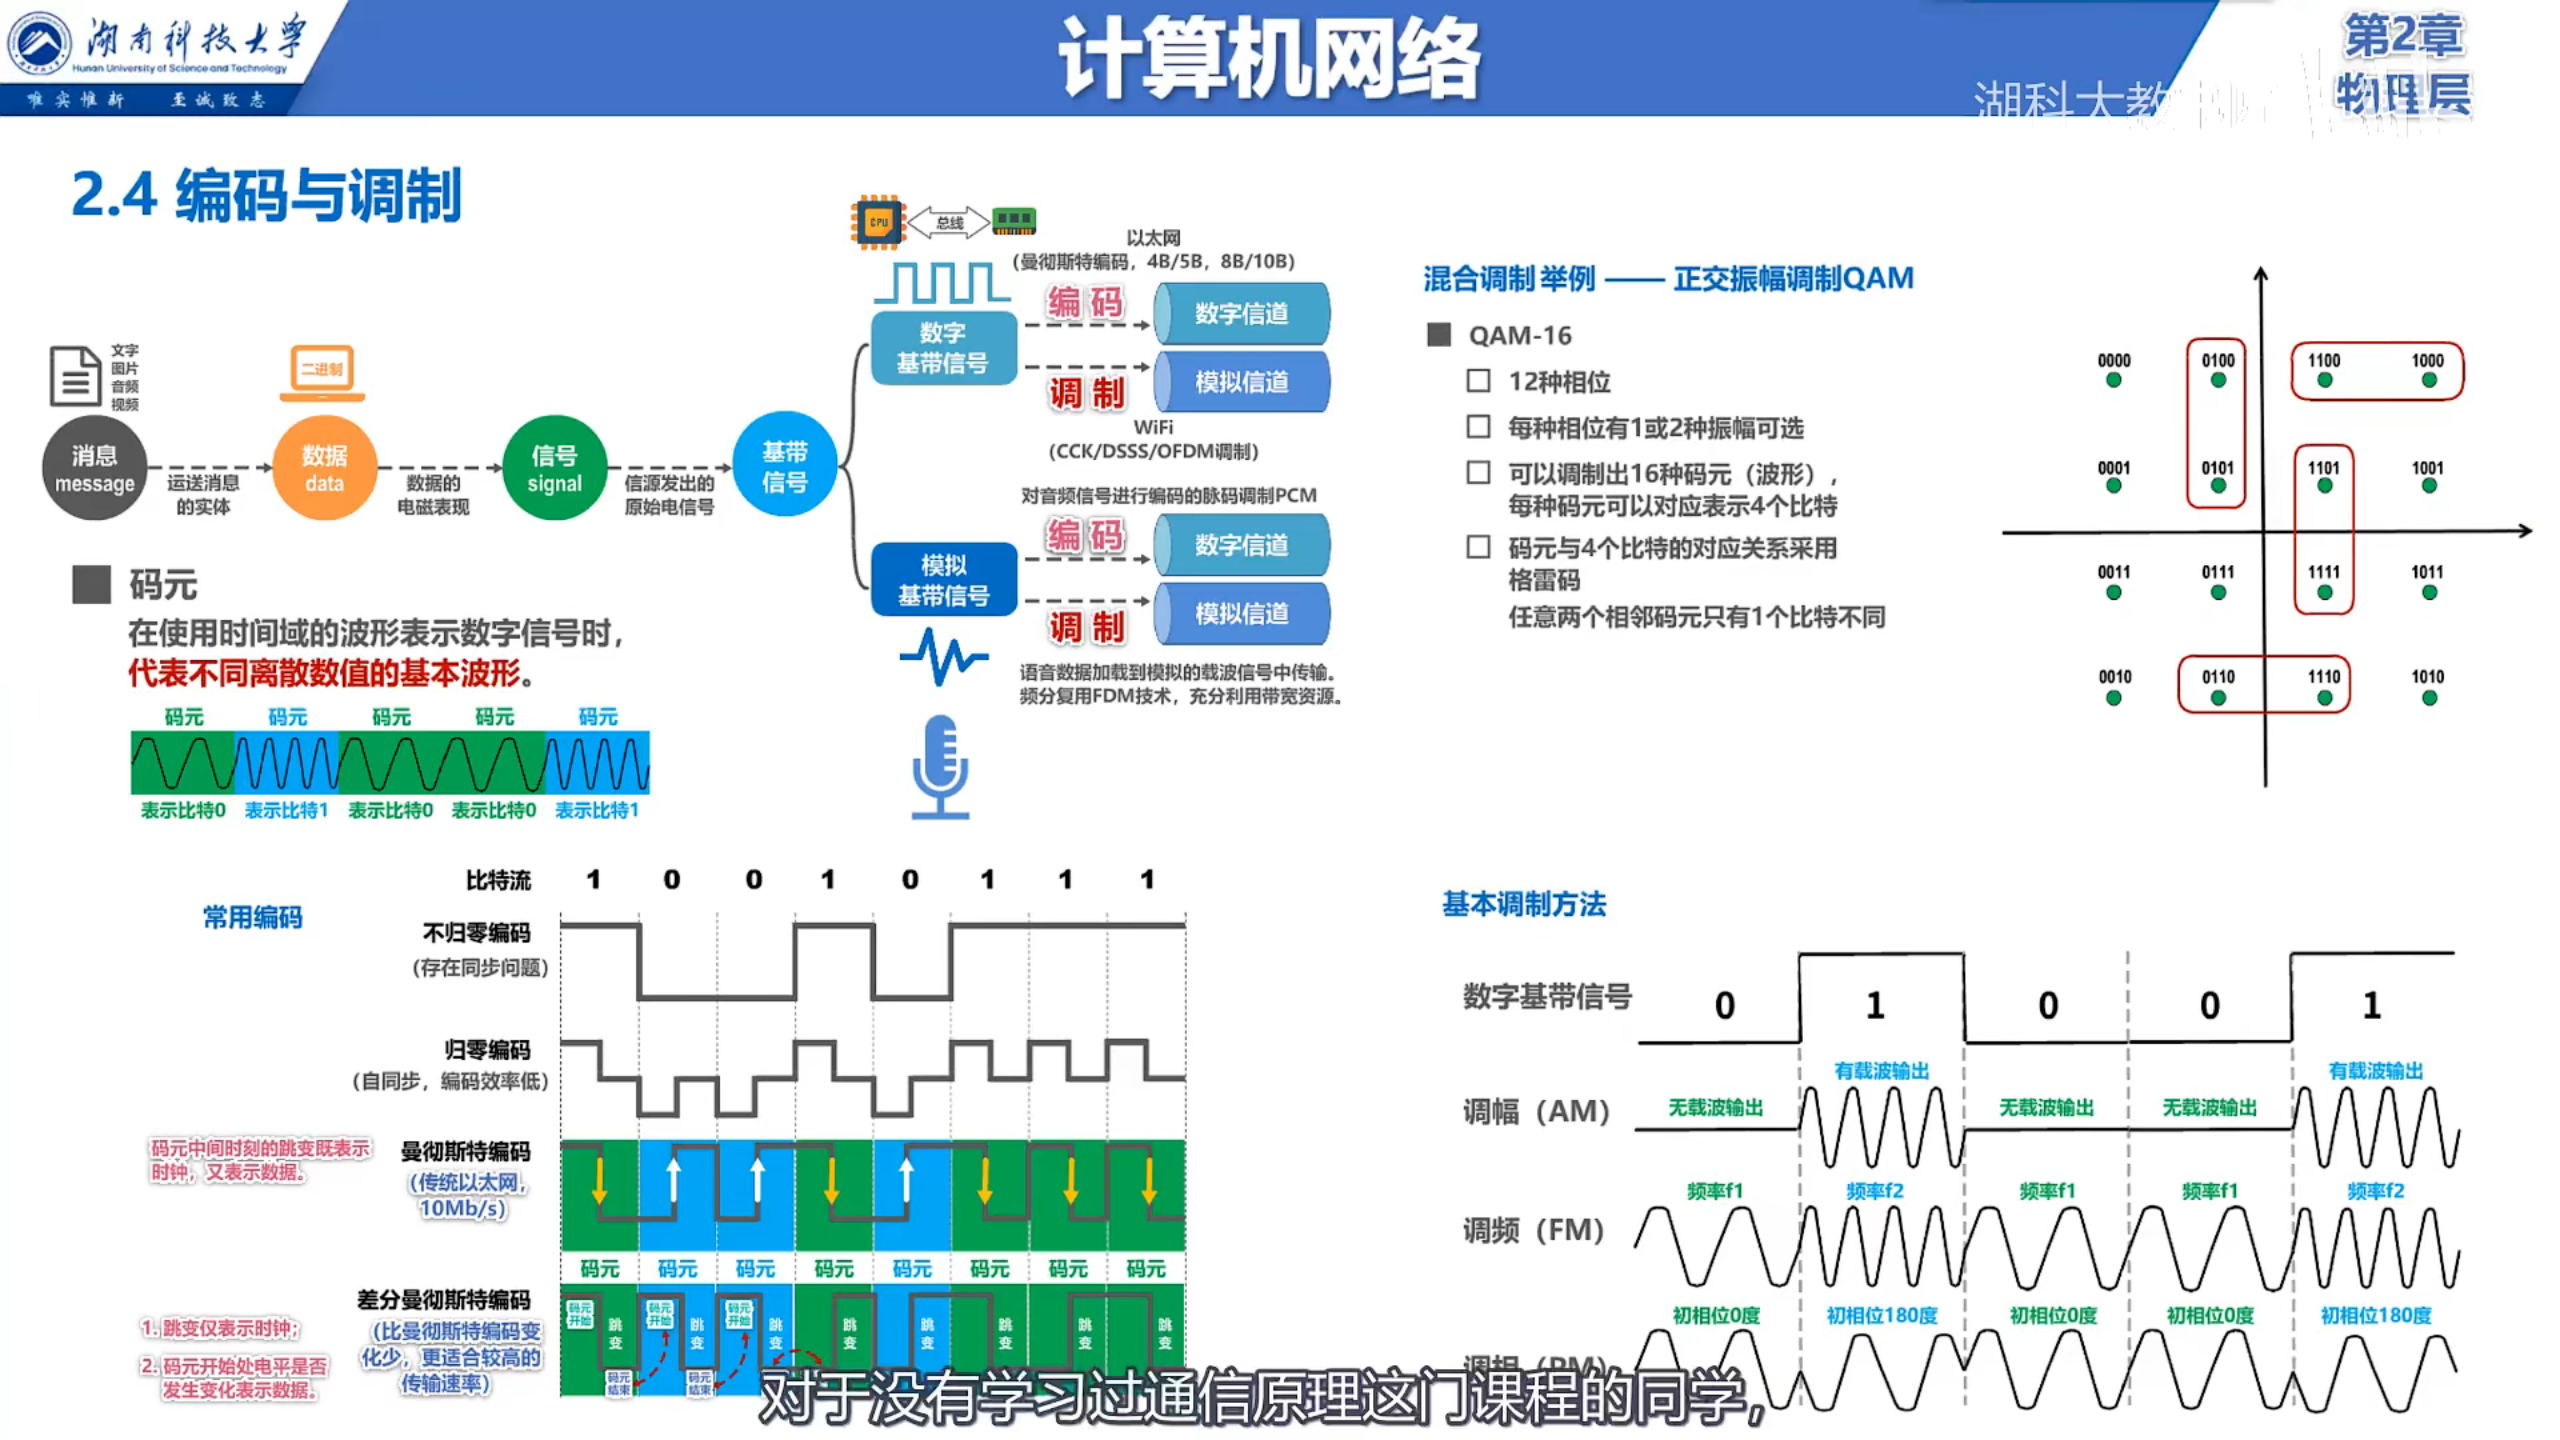 湖南科技大学
Hunan University of Science and Technology
唯实惟新 至诚致志
计算机网络
第2章
物理层
湖科大教
2.4 编码与调制
文字
图片
音频
视频
消息
message
运送消息
的实体
二进制
数据
data
数据的
电磁表现
信号
signal
信源发出的
原始电信号
基带
信号
CPU
总线
以太网
(曼彻斯特编码，4B/5B，8B/10B)
数字
基带信号
编码
数字信道
调制
模拟信道
WiFi
(CCK/DSSS/OFDM调制)
对音频信号进行编码的脉码调制PCM
模拟
基带信号
编码
数字信道
调制
模拟信道
语音数据加载到模拟的载波信号中传输。
频分复用FDM技术，充分利用带宽资源。
码元
在使用时间域的波形表示数字信号时，
代表不同离散数值的基本波形。
码元 码元 码元 码元 码元
表示比特0 表示比特1 表示比特0 表示比特0 表示比特1
混合调制 举例 —— 正交振幅调制QAM
QAM-16
12种相位
每种相位有1或2种振幅可选
可以调制出16种码元（波形），
每种码元可以对应表示4个比特
码元与4个比特的对应关系采用
格雷码
任意两个相邻码元只有1个比特不同
0000 0100 1100 1000
0001 0101 1101 1001
0011 0111 1111 1011
0010 0110 1110 1010
常用编码
比特流 1 0 0 1 0 1 1 1
不归零编码
(存在同步问题)
归零编码
(自同步，编码效率低)
码元中间时刻的跳变既表示
时钟，又表示数据。
曼彻斯特编码
(传统以太网，
10Mb/s)
码元 码元 码元 码元 码元 码元 码元 码元
差分曼彻斯特编码
(比曼彻斯特编码变
化少，更适合较高的
传输速率)
1. 跳变仅表示时钟；
2. 码元开始处电平是否
发生变化表示数据。
码元
开始
跳
变
码元
结束
码元
开始
跳
变
码元
结束
码元
开始
跳
变
跳
变
跳
变
跳
变
跳
变
跳
变
基本调制方法
数字基带信号 0 1 0 0 1
调幅（AM）
无载波输出 有载波输出 无载波输出 无载波输出 有载波输出
调频（FM）
频率f1 频率f2 频率f1 频率f1 频率f2
调相（PM）
初相位0度 初相位180度 初相位0度 初相位0度 初相位180度
对于没有学习过通信原理这门课程的同学，